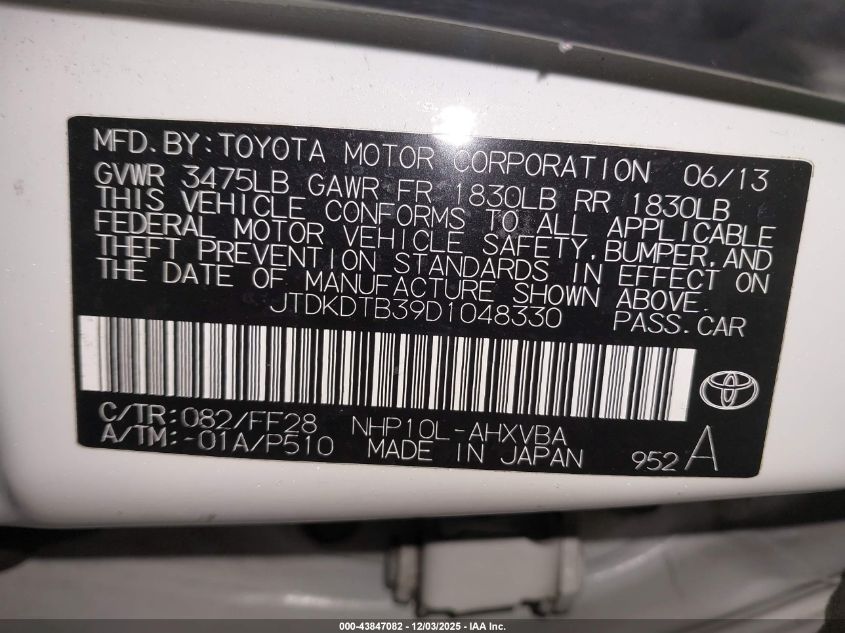 MFD.BY:TOYOTA MOTOR CORPORATION 06/13
GVWR 3475LB GAWR FR 1830LB RR 1830LB
THIS VEHICLE CONFORMS TO ALL APPLICABLE
FEDERAL MOTOR VEHICLE SAFETY,BUMPER,AND
THEFT PREVENTION STANDARDS IN EFFECT ON
THE DATE OF MANUFACTURE SHOWN ABOVE.
JTDKDTB39D1048330 PASS.CAR
C/TR:082/FF28 NHP10L-AHXVBA
A/TM:-01A/P510 MADE IN JAPAN 952A
000-43847082 - 12/03/2025 - IAA Inc.